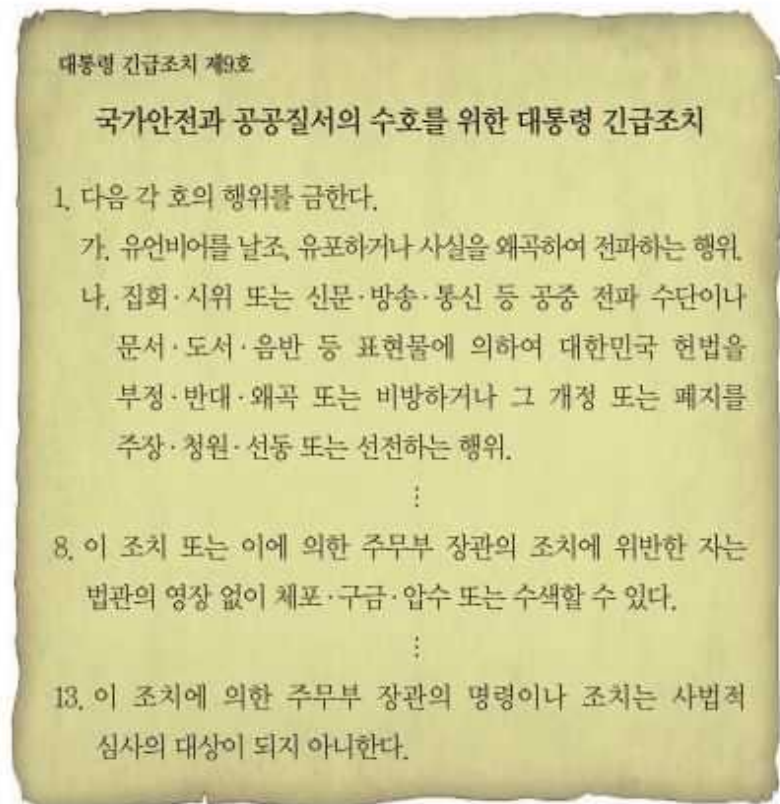 대통령 긴급조치 제9호
국가안전과 공공질서의 수호를 위한 대통령 긴급조치
1. 다음 각 호의 행위를 금한다.
가. 유언비어를 날조, 유포하거나 사실을 왜곡하여 전파하는 행위.
나. 집회·시위 또는 신문·방송·통신 등 공중 전파 수단이나
문서·도서·음반 등 표현물에 의하여 대한민국 헌법을
부정·반대·왜곡 또는 비방하거나 그 개정 또는 폐지를
주장·청원·선동 또는 선전하는 행위.
⋮
8. 이 조치 또는 이에 의한 주무부 장관의 조치에 위반한 자는
법관의 영장 없이 체포·구금·압수 또는 수색할 수 있다.
⋮
13. 이 조치에 의한 주무부 장관의 명령이나 조치는 사법적
심사의 대상이 되지 아니한다.